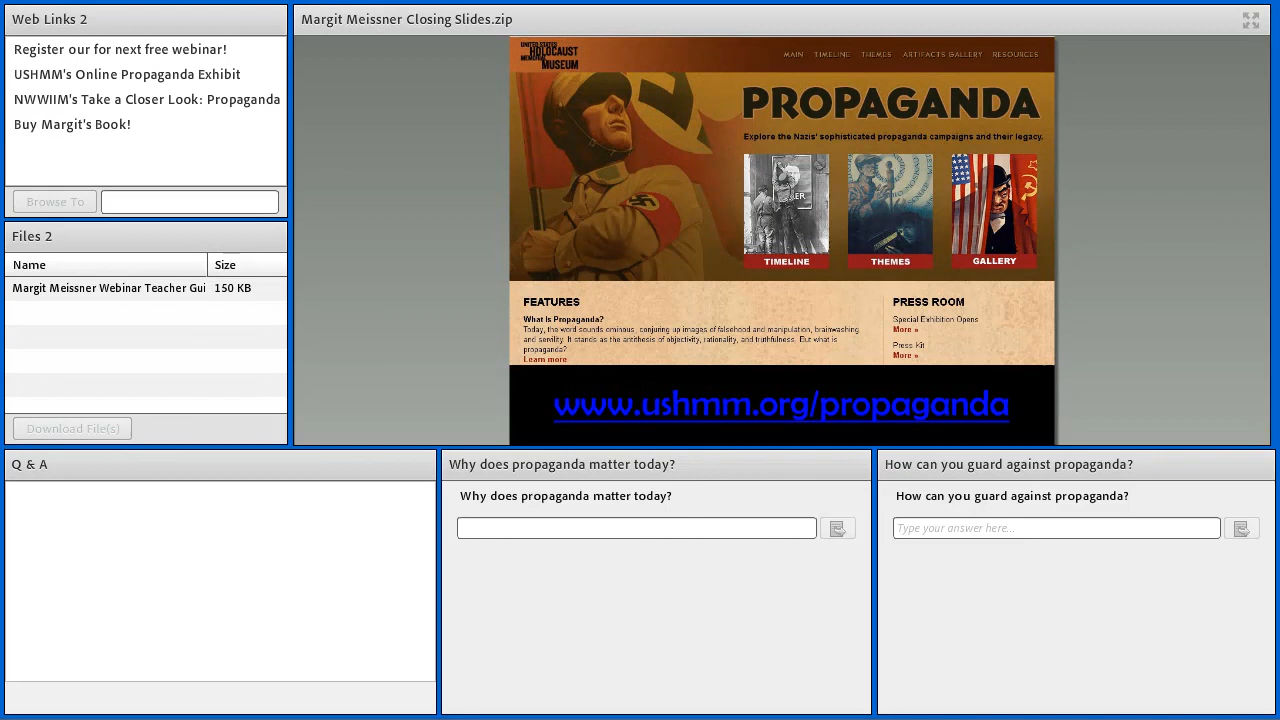 Web Links 2
Register our for next free webinar!
USHMM's Online Propaganda Exhibit
NWWIIM's Take a Closer Look: Propaganda
Buy Margit's Book!
Browse To
Files 2
Name Size
Margit Meissner Webinar Teacher Gui 150 KB
Download File(s)
Margit Meissner Closing Slides.zip
UNITED STATES
HOLOCAUST
MEMORIAL
MUSEUM
MAIN TIMELINE THEMES ARTIFACTS GALLERY RESOURCES
PROPAGANDA
Explore the Nazis' sophisticated propaganda campaigns and their legacy.
TIMELINE THEMES GALLERY
FEATURES
What Is Propaganda?
Today, the word sounds ominous, conjuring up images of falsehood and manipulation, brainwashing
and servility. It stands as the antithesis of objectivity, rationality, and truthfulness. But what is
propaganda?
Learn more
PRESS ROOM
Special Exhibition Opens
More »
Press Kit
More »
www.ushmm.org/propaganda
Q & A
Why does propaganda matter today?
Why does propaganda matter today?
How can you guard against propaganda?
How can you guard against propaganda?
Type your answer here...